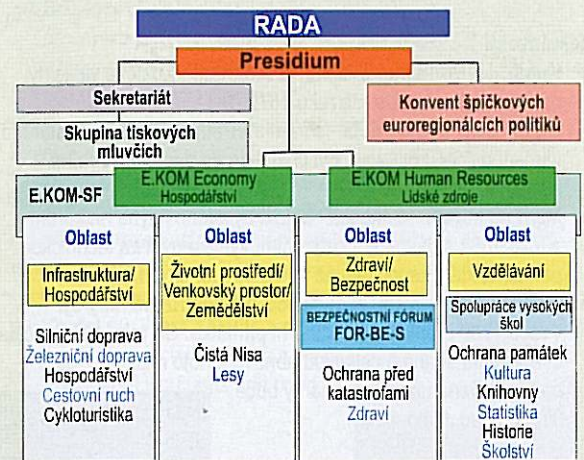 RADA
Presidium
Sekretariát
Skupina tiskových
mluvčích
Konvent špičkových
euroregionálcích politiků
E.KOM-SF
E.KOM Economy
Hospodářství
E.KOM Human Resources
Lidské zdroje
Oblast
Infrastruktura/
Hospodářství
Silniční doprava
Železniční doprava
Hospodářství
Cestovní ruch
Cykloturistika
Oblast
Životní prostředí/
Venkovský prostor/
Zemědělství
Čistá Nisa
Lesy
Oblast
Zdraví/
Bezpečnost
BEZPEČNOSTNÍ FÓRUM
FOR-BE-S
Ochrana před
katastrofami
Zdraví
Oblast
Vzdělávání
Spolupráce vysokých
škol
Ochrana památek
Kultura
Knihovny
Statistika
Historie
Školství